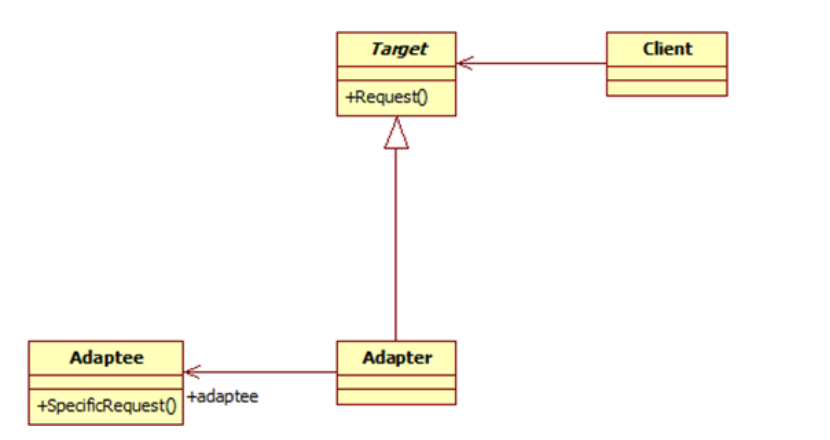 Target
Client
+Request()
Adaptee
Adapter
+SpecificRequest()
+adaptee